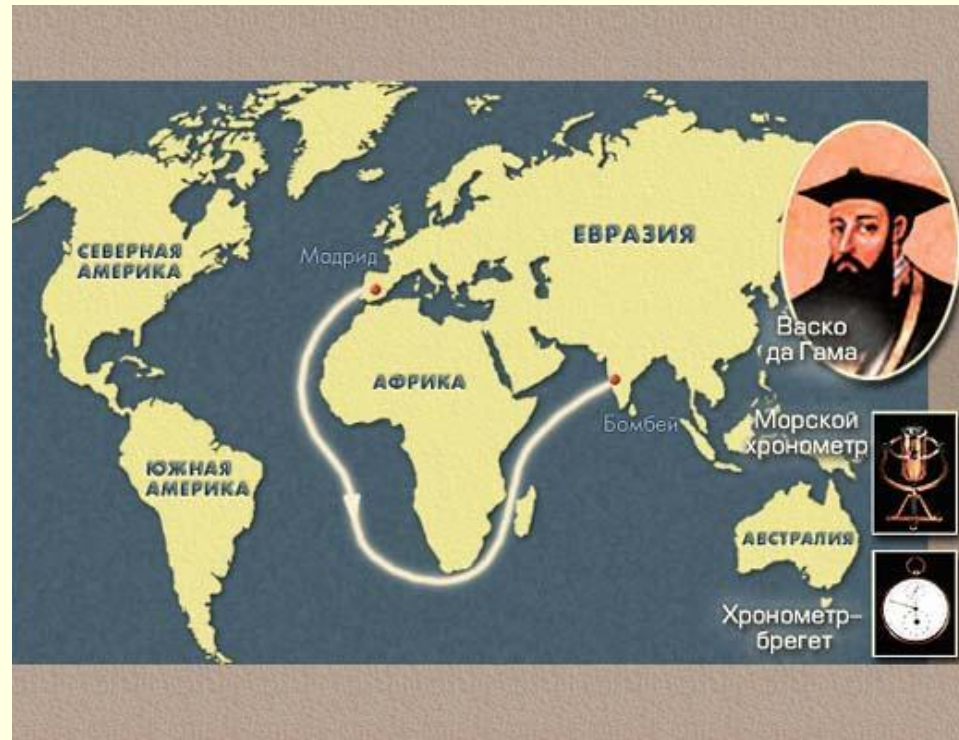 СЕВЕРНАЯ
АМЕРИКА
Мадрид
ЕВРАЗИЯ
Васко
да Гама
АФРИКА
Бомбей
Морской
хронометр
ЮЖНАЯ
АМЕРИКА
АВСТРАЛИЯ
Хронометр-
брегет